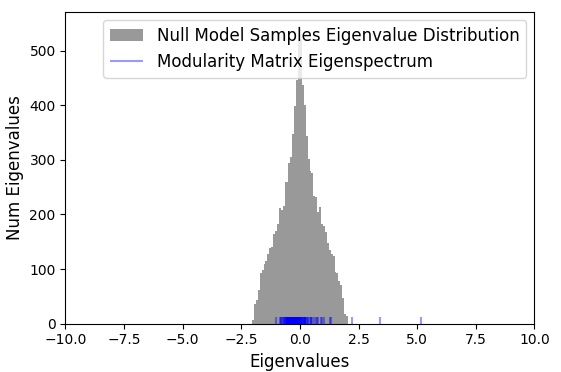 Null Model Samples Eigenvalue Distribution
Modularity Matrix Eigenspectrum
Num Eigenvalues
500
400
300
200
100
0
−10.0 −7.5 −5.0 −2.5 0.0 2.5 5.0 7.5 10.0
Eigenvalues